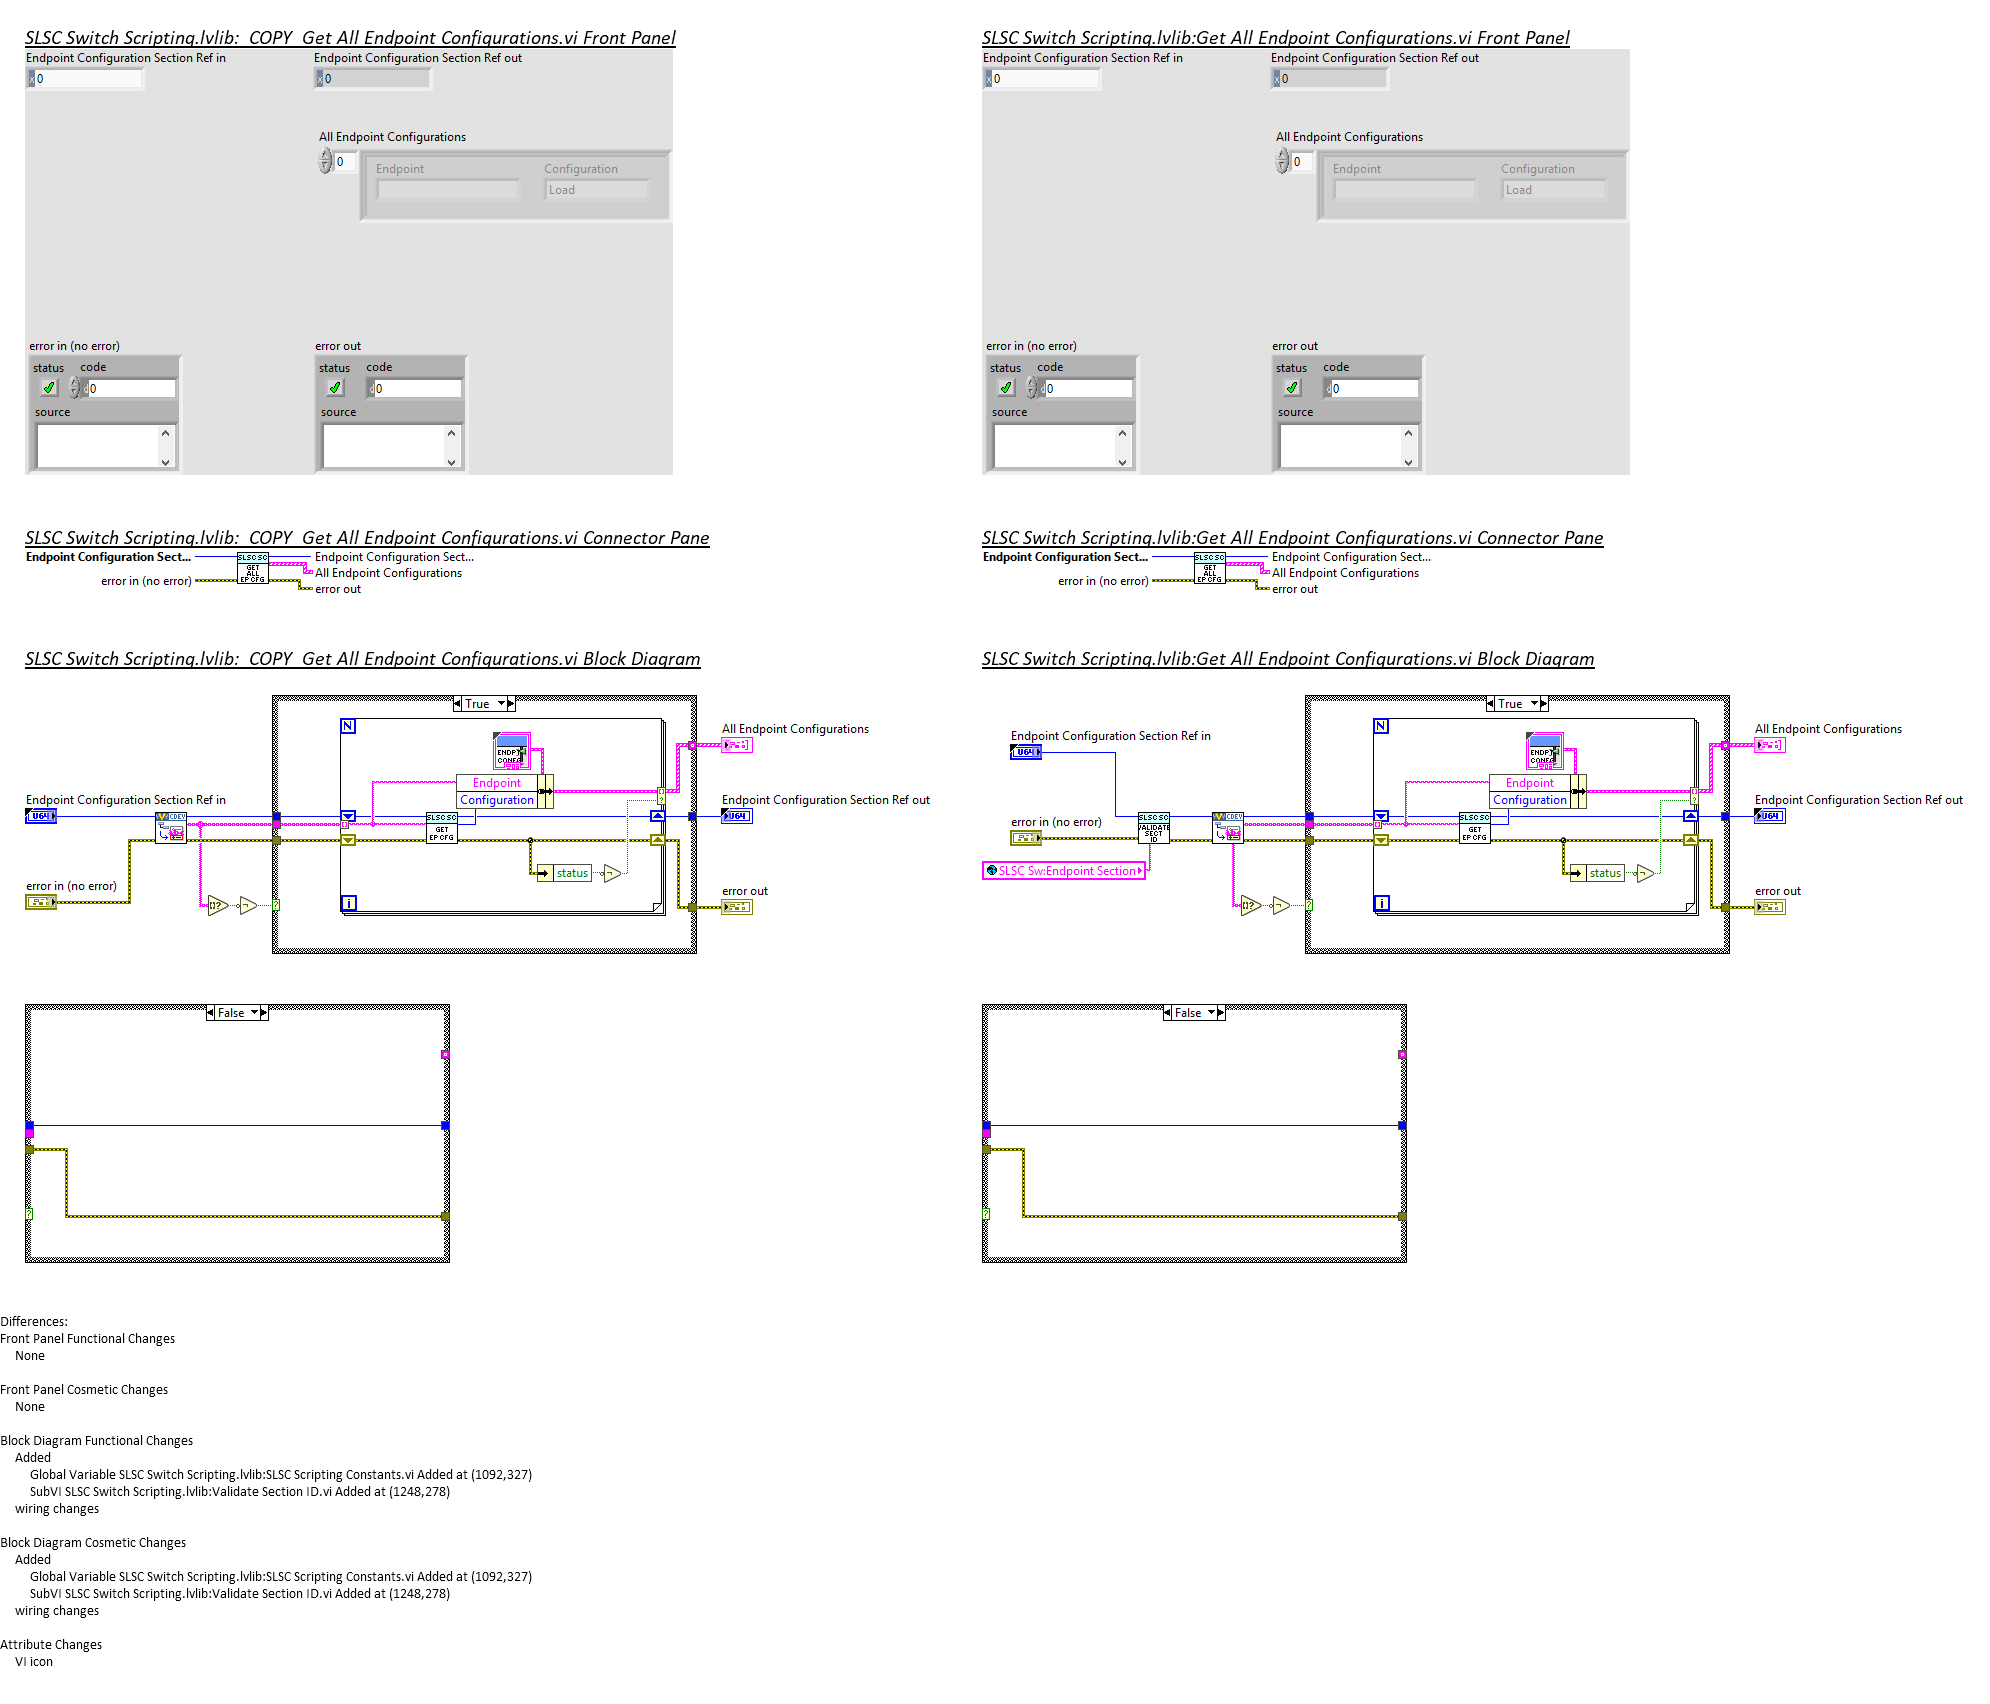 SLSC Switch Scripting.lvlib:_COPY_Get All Endpoint Configurations.vi Front Panel
Endpoint Configuration Section Ref in
Endpoint Configuration Section Ref out
x 0
x 0
All Endpoint Configurations
0
Endpoint
Configuration
Load
error in (no error)
error out
status
code
status
code
d 0
d 0
source
source
SLSC Switch Scripting.lvlib:Get All Endpoint Configurations.vi Front Panel
Endpoint Configuration Section Ref in
Endpoint Configuration Section Ref out
x 0
x 0
All Endpoint Configurations
0
Endpoint
Configuration
Load
error in (no error)
error out
status
code
status
code
d 0
d 0
source
source
SLSC Switch Scripting.lvlib:_COPY_Get All Endpoint Configurations.vi Connector Pane
Endpoint Configuration Sect...
SLSC SC
GET
ALL
EP CFG
Endpoint Configuration Sect...
All Endpoint Configurations
error in (no error)
error out
SLSC Switch Scripting.lvlib:Get All Endpoint Configurations.vi Connector Pane
Endpoint Configuration Sect...
SLSC SC
GET
ALL
EP CFG
Endpoint Configuration Sect...
All Endpoint Configurations
error in (no error)
error out
SLSC Switch Scripting.lvlib:_COPY_Get All Endpoint Configurations.vi Block Diagram
True
N
All Endpoint Configurations
ENDPT
CONFG
Endpoint
Configuration
Endpoint Configuration Section Ref in
U64
CDEV
SLSC SC
GET
EP CFG
Endpoint Configuration Section Ref out
U64
status
error in (no error)
error out
i
?
False
?
SLSC Switch Scripting.lvlib:Get All Endpoint Configurations.vi Block Diagram
True
N
Endpoint Configuration Section Ref in
U64
All Endpoint Configurations
ENDPT
CONFG
Endpoint
Configuration
Endpoint Configuration Section Ref out
U64
error in (no error)
SLSC SC
VALIDATE
SECT
ID
CDEV
SLSC SC
GET
EP CFG
SLSC Sw:Endpoint Section
status
error out
i
?
False
?
Differences:
Front Panel Functional Changes
None
Front Panel Cosmetic Changes
None
Block Diagram Functional Changes
Added
Global Variable SLSC Switch Scripting.lvlib:SLSC Scripting Constants.vi Added at (1092,327)
SubVI SLSC Switch Scripting.lvlib:Validate Section ID.vi Added at (1248,278)
wiring changes
Block Diagram Cosmetic Changes
Added
Global Variable SLSC Switch Scripting.lvlib:SLSC Scripting Constants.vi Added at (1092,327)
SubVI SLSC Switch Scripting.lvlib:Validate Section ID.vi Added at (1248,278)
wiring changes
Attribute Changes
VI icon